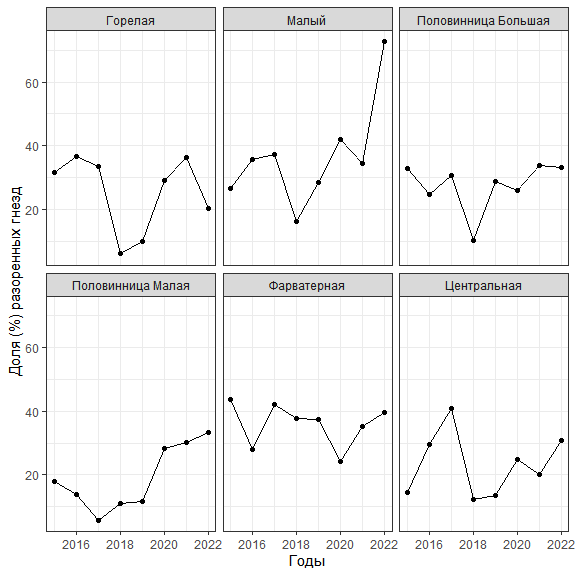 Горелая Малый Половинница Большая
60
40
20
Доля (%) разоренных гнезд
Половинница Малая Фарватерная Центральная
60
40
20
2016 2018 2020 2022 2016 2018 2020 2022 2016 2018 2020 2022
Годы